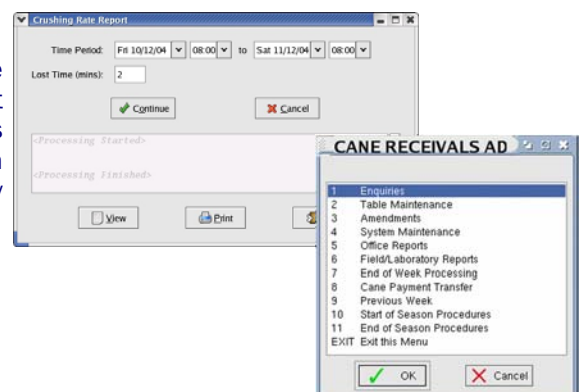 Crushing Rate Report
Time Period: Fri 10/12/04 08:00 to Sat 11/12/04 08:00
Lost Time (mins): 2
Continue Cancel
<Processing Started>
<Processing Finished>
View Print
CANE RECEIVALS AD
1 Enquiries
2 Table Maintenance
3 Amendments
4 System Maintenance
5 Office Reports
6 Field/Laboratory Reports
7 End of Week Processing
8 Cane Payment Transfer
9 Previous Week
10 Start of Season Procedures
11 End of Season Procedures
EXIT Exit this Menu
OK Cancel